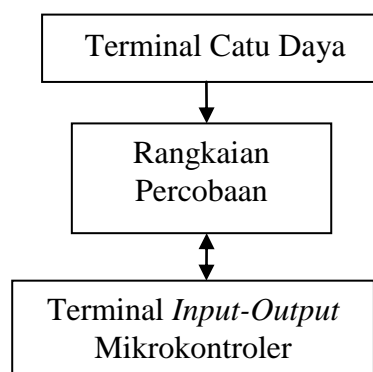 Terminal Catu Daya
Rangkaian
Percobaan
Terminal Input-Output
Mikrokontroler